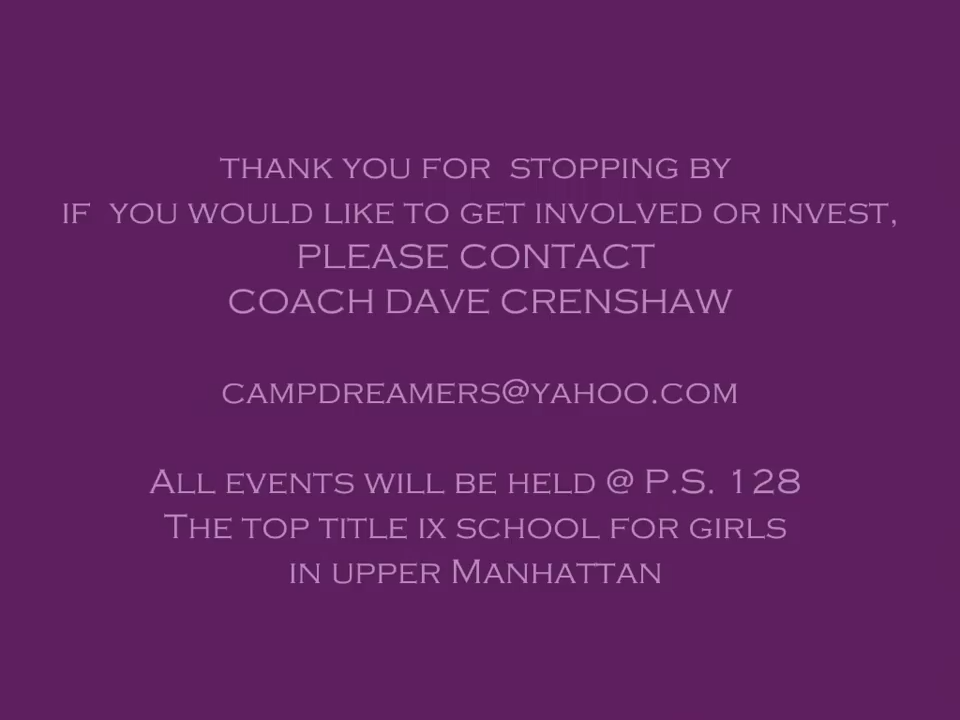 THANK YOU FOR STOPPING BY
IF YOU WOULD LIKE TO GET INVOLVED OR INVEST,
PLEASE CONTACT
COACH DAVE CRENSHAW
CAMPDREAMERS@YAHOO.COM
ALL EVENTS WILL BE HELD @ P.S. 128
THE TOP TITLE IX SCHOOL FOR GIRLS
IN UPPER MANHATTAN